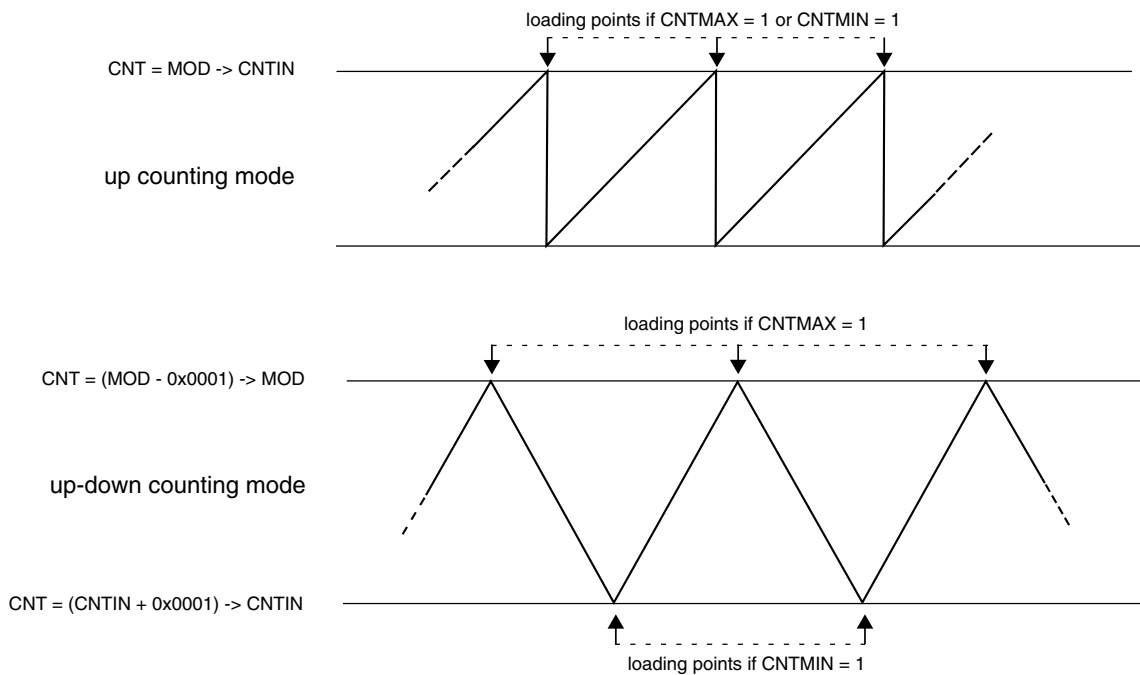 loading points if CNTMAX = 1 or CNTMIN = 1
CNT = MOD -> CNTIN
up counting mode
loading points if CNTMAX = 1
CNT = (MOD - 0x0001) -> MOD
up-down counting mode
CNT = (CNTIN + 0x0001) -> CNTIN
loading points if CNTMIN = 1